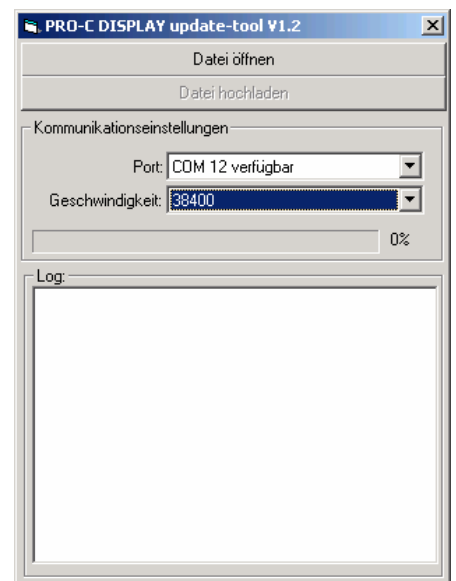 PRO-C DISPLAY update-tool V1.2
Datei öffnen
Datei hochladen
Kommunikationseinstellungen
Port: COM 12 verfügbar
Geschwindigkeit: 38400
0%
Log: